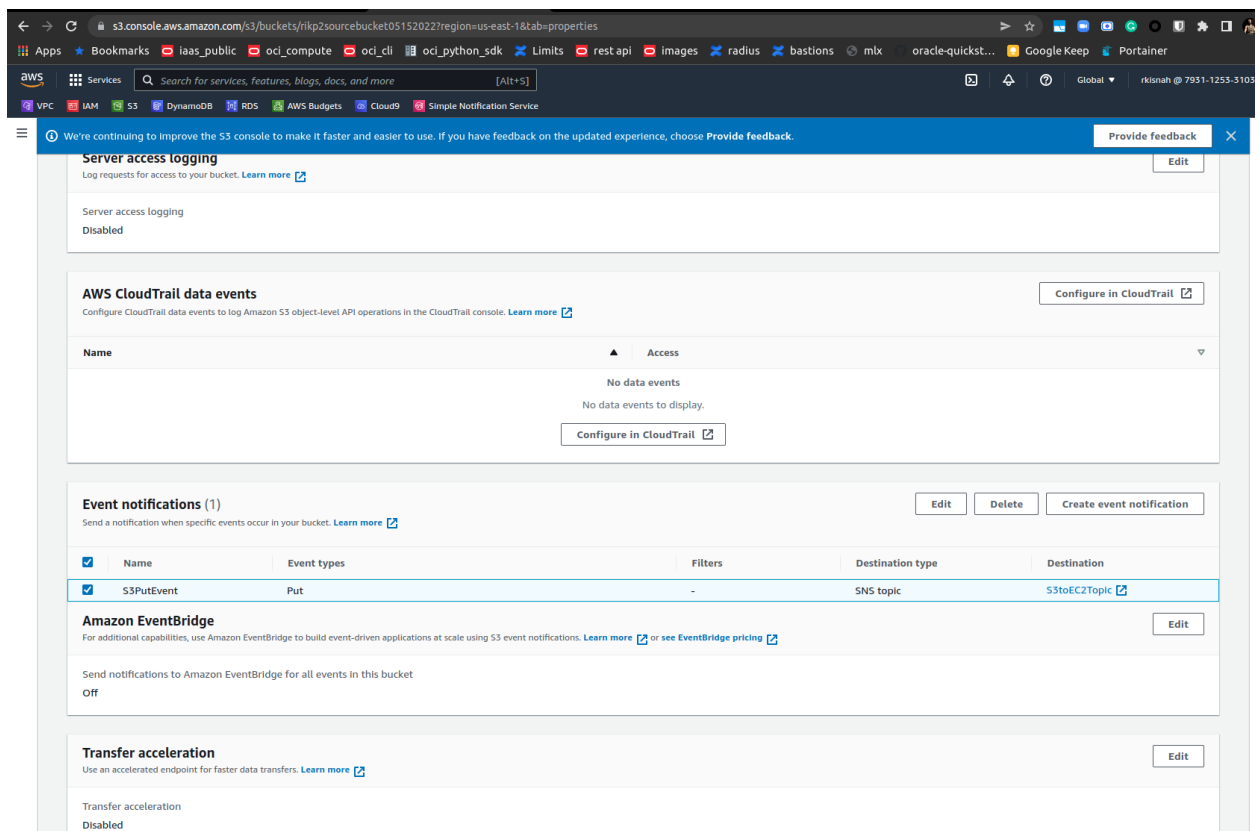 s3.console.aws.amazon.com/s3/buckets/rikp2sourcebucket05152022?region=us-east-1&tab=properties
Apps Bookmarks iaas_public oci_compute oci_cli oci_python_sdk Limits rest api images radius bastions mlx oracle-quickst... Google Keep Portainer
aws Services Search for services, features, blogs, docs, and more [Alt+S] Global rkisnah @ 7931-1253-3103
VPC IAM S3 DynamoDB RDS AWS Budgets Cloud9 Simple Notification Service
We're continuing to improve the S3 console to make it faster and easier to use. If you have feedback on the updated experience, choose Provide feedback. Provide feedback
Server access logging Edit
Log requests for access to your bucket. Learn more
Server access logging
Disabled
AWS CloudTrail data events Configure in CloudTrail
Configure CloudTrail data events to log Amazon S3 object-level API operations in the CloudTrail console. Learn more
Name Access
No data events
No data events to display.
Configure in CloudTrail
Event notifications (1) Edit Delete Create event notification
Send a notification when specific events occur in your bucket. Learn more
Name Event types Filters Destination type Destination
S3PutEvent Put - SNS topic S3toEC2Topic
Amazon EventBridge Edit
For additional capabilities, use Amazon EventBridge to build event-driven applications at scale using S3 event notifications. Learn more or see EventBridge pricing
Send notifications to Amazon EventBridge for all events in this bucket
Off
Transfer acceleration Edit
Use an accelerated endpoint for faster data transfers. Learn more
Transfer acceleration
Disabled